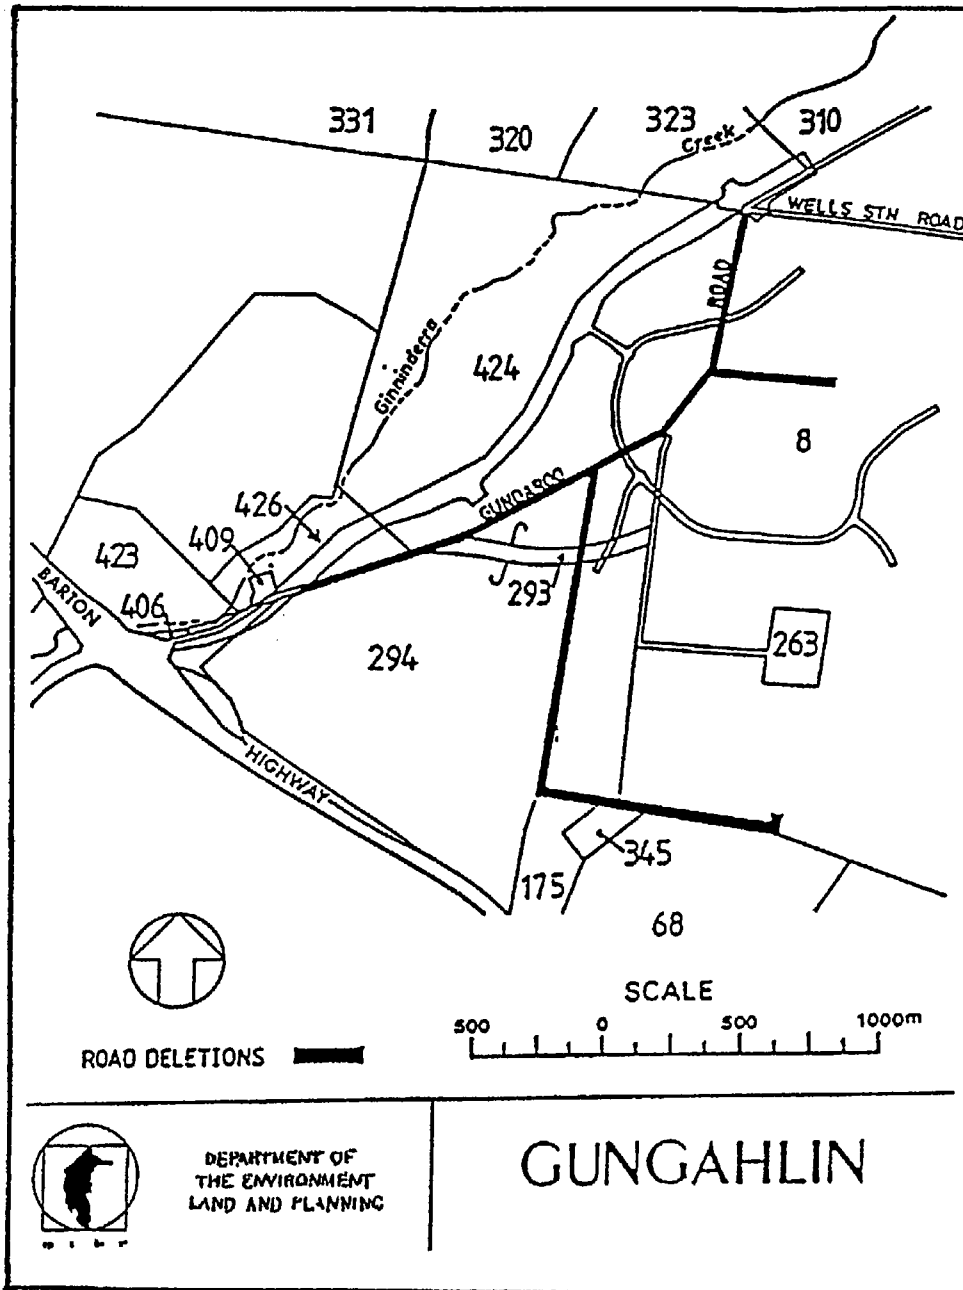 331
320
323
310
Creek
WELLS STH ROAD
ROAD
Ginninderra
424
8
GUNDAROO
426
409
423
BARTON
406
293
294
263
HIGHWAY
345
175
68
SCALE
500 0 500 1000m
ROAD DELETIONS
DEPARTMENT OF
THE ENVIRONMENT
LAND AND PLANNING
GUNGAHLIN